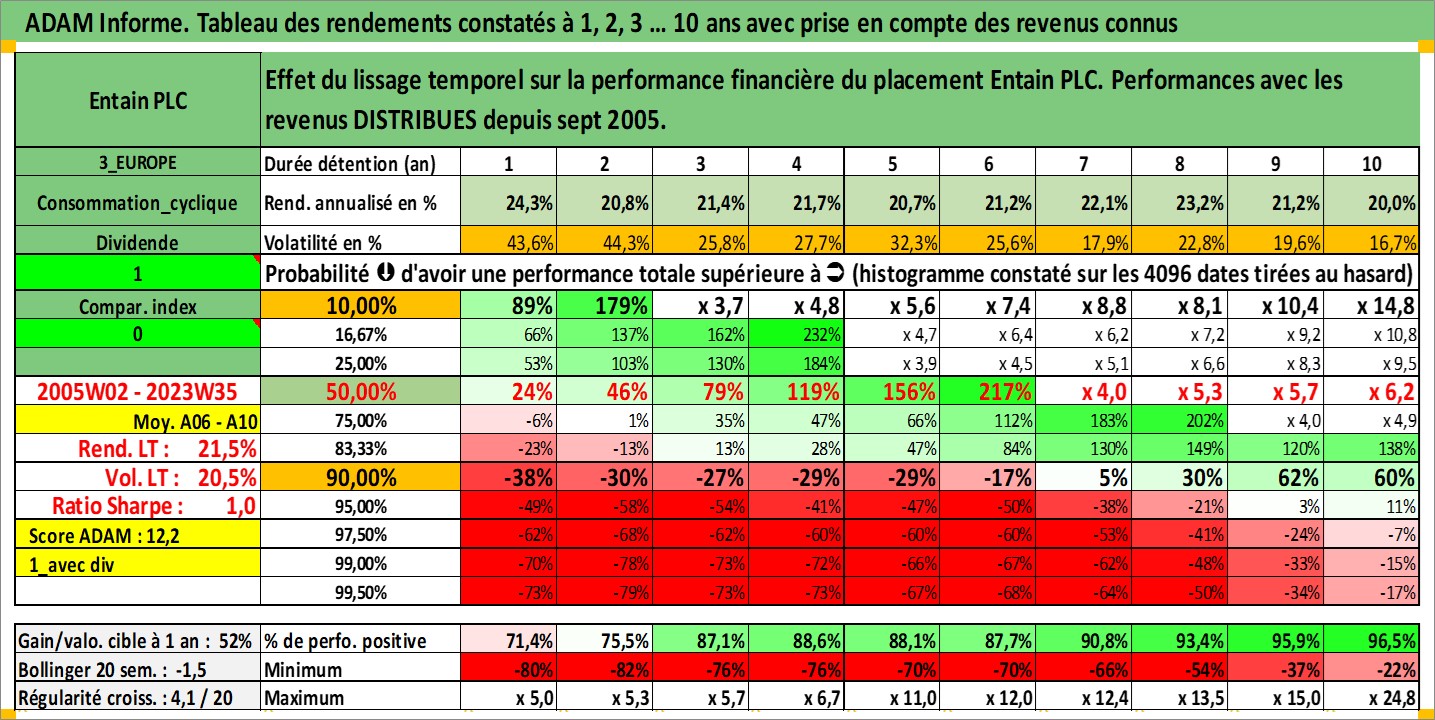 ADAM Informe. Tableau des rendements constatés à 1, 2, 3 ... 10 ans avec prise en compte des revenus connus
Entain PLC
Effet du lissage temporel sur la performance financière du placement Entain PLC. Performances avec les
revenus DISTRIBUES depuis sept 2005.
3_EUROPE Durée détention (an) 1 2 3 4 5 6 7 8 9 10
Consommation_cyclique Rend. annualisé en % 24,3% 20,8% 21,4% 21,7% 20,7% 21,2% 22,1% 23,2% 21,2% 20,0%
Dividende Volatilité en % 43,6% 44,3% 25,8% 27,7% 32,3% 25,6% 17,9% 22,8% 19,6% 16,7%
1 Probabilité ⮋ d'avoir une performance totale supérieure à ➲ (histogramme constaté sur les 4096 dates tirées au hasard)
Compar. index 10,00% 89% 179% x 3,7 x 4,8 x 5,6 x 7,4 x 8,8 x 8,1 x 10,4 x 14,8
0 16,67% 66% 137% 162% 232% x 4,7 x 6,4 x 6,2 x 7,2 x 9,2 x 10,8
25,00% 53% 103% 130% 184% x 3,9 x 4,5 x 5,1 x 6,6 x 8,3 x 9,5
2005W02 - 2023W35 50,00% 24% 46% 79% 119% 156% 217% x 4,0 x 5,3 x 5,7 x 6,2
Moy. A06 - A10 75,00% -6% 1% 35% 47% 66% 112% 183% 202% x 4,0 x 4,9
Rend. LT : 21,5% 83,33% -23% -13% 13% 28% 47% 84% 130% 149% 120% 138%
Vol. LT : 20,5% 90,00% -38% -30% -27% -29% -29% -17% 5% 30% 62% 60%
Ratio Sharpe : 1,0 95,00% -49% -58% -54% -41% -47% -50% -38% -21% 3% 11%
Score ADAM : 12,2 97,50% -62% -68% -62% -60% -60% -60% -53% -41% -24% -7%
1_avec div 99,00% -70% -78% -73% -72% -66% -67% -62% -48% -33% -15%
99,50% -73% -79% -73% -73% -67% -68% -64% -50% -34% -17%
Gain/valo. cible à 1 an : 52% % de perfo. positive 71,4% 75,5% 87,1% 88,6% 88,1% 87,7% 90,8% 93,4% 95,9% 96,5%
Bollinger 20 sem. : -1,5 Minimum -80% -82% -76% -76% -70% -70% -66% -54% -37% -22%
Régularité croiss. : 4,1 / 20 Maximum x 5,0 x 5,3 x 5,7 x 6,7 x 11,0 x 12,0 x 12,4 x 13,5 x 15,0 x 24,8